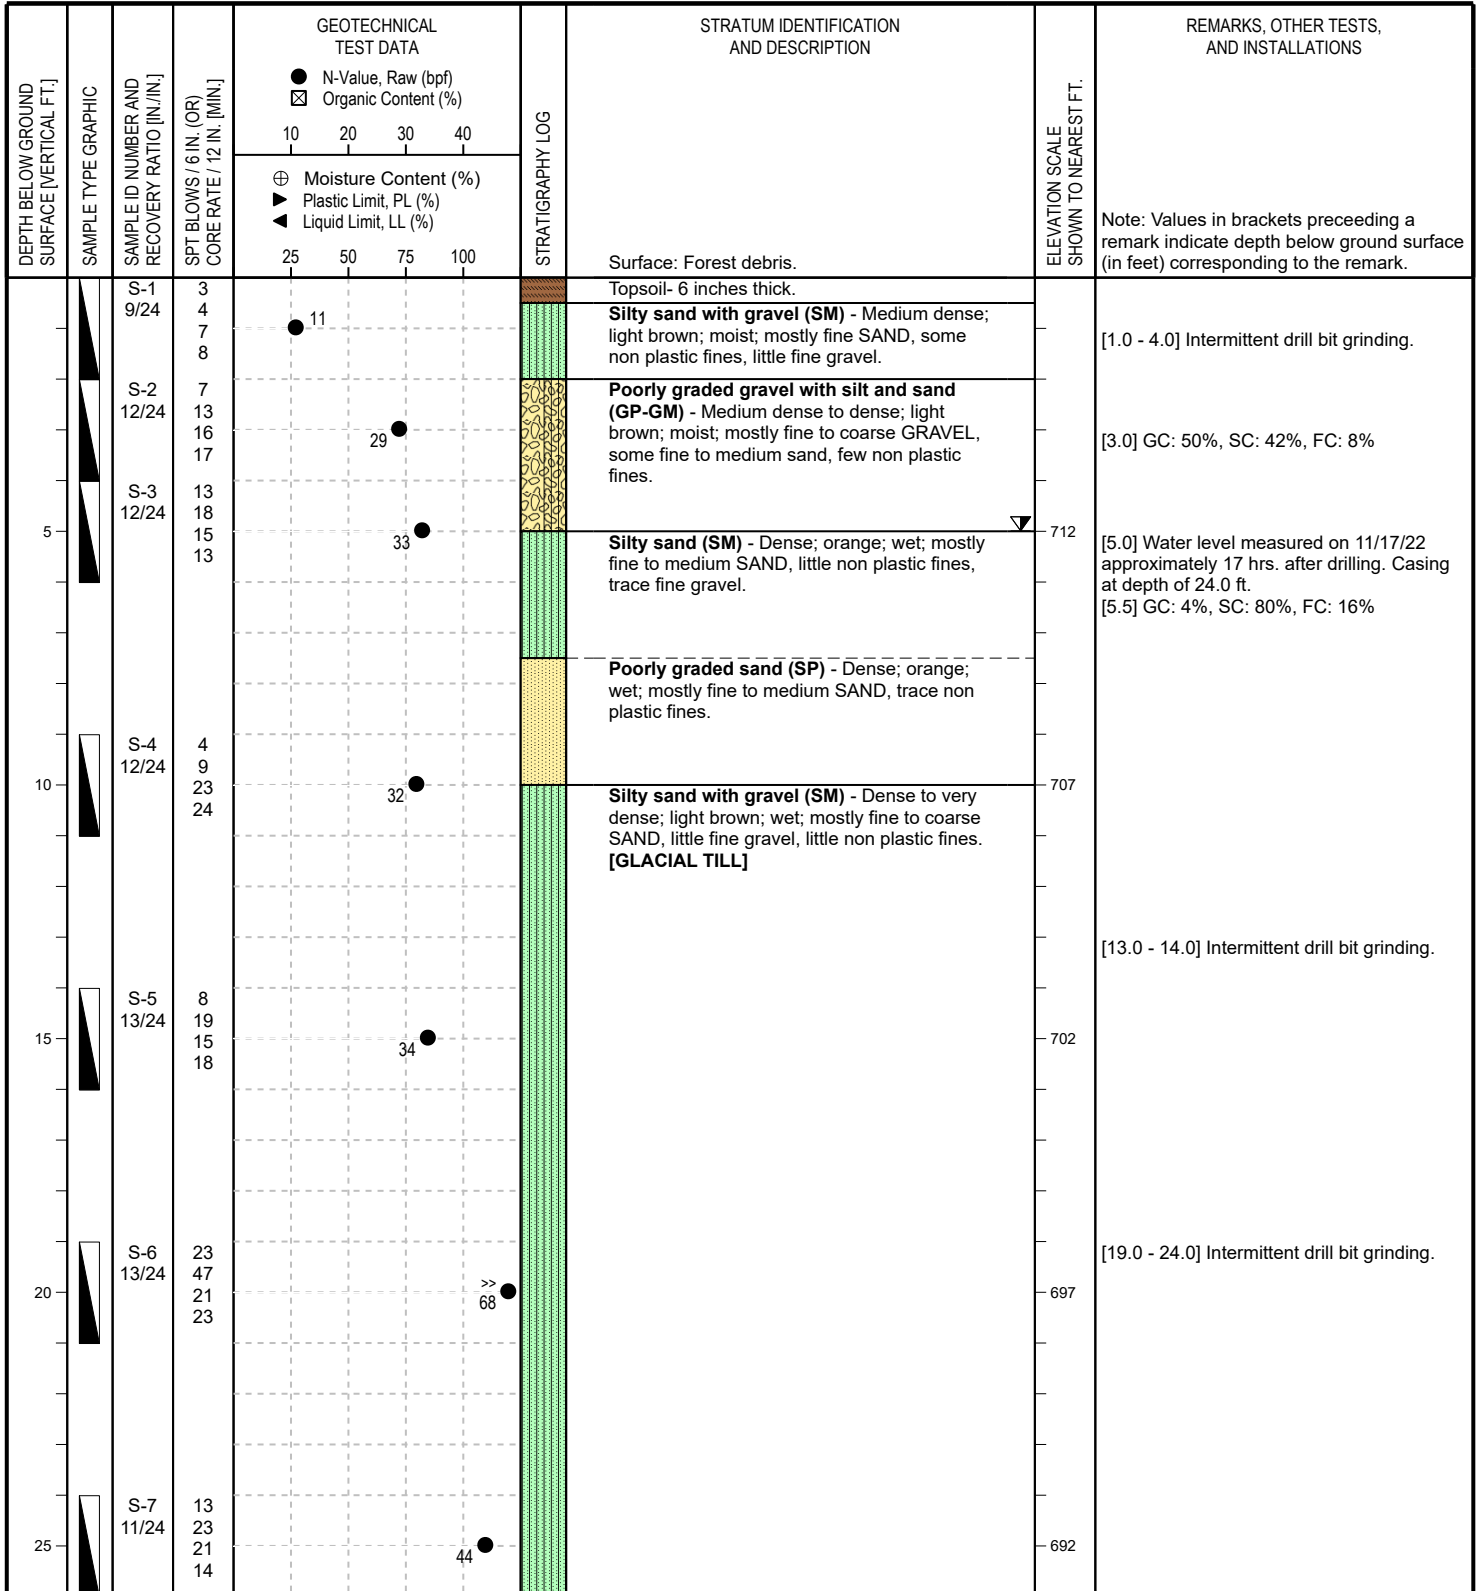 DEPTH BELOW GROUND
SURFACE [VERTICAL FT.]
SAMPLE TYPE GRAPHIC
SAMPLE ID NUMBER AND
RECOVERY RATIO [IN./IN.]
SPT BLOWS / 6 IN. (OR)
CORE RATE / 12 IN. [MIN.]
GEOTECHNICAL
TEST DATA
N-Value, Raw (bpf)
Organic Content (%)
10 20 30 40
Moisture Content (%)
Plastic Limit, PL (%)
Liquid Limit, LL (%)
25 50 75 100
STRATIGRAPHY LOG
STRATUM IDENTIFICATION
AND DESCRIPTION
Surface: Forest debris.
ELEVATION SCALE
SHOWN TO NEAREST FT.
REMARKS, OTHER TESTS,
AND INSTALLATIONS
Note: Values in brackets preceeding a
remark indicate depth below ground surface
(in feet) corresponding to the remark.
S-1
9/24
3
4
7
8
11
Topsoil- 6 inches thick.
Silty sand with gravel (SM) - Medium dense;
light brown; moist; mostly fine SAND, some
non plastic fines, little fine gravel.
[1.0 - 4.0] Intermittent drill bit grinding.
S-2
12/24
7
13
16
17
29
Poorly graded gravel with silt and sand
(GP-GM) - Medium dense to dense; light
brown; moist; mostly fine to coarse GRAVEL,
some fine to medium sand, few non plastic
fines.
[3.0] GC: 50%, SC: 42%, FC: 8%
S-3
12/24
13
18
15
13
5
33
712
Silty sand (SM) - Dense; orange; wet; mostly
fine to medium SAND, little non plastic fines,
trace fine gravel.
[5.0] Water level measured on 11/17/22
approximately 17 hrs. after drilling. Casing
at depth of 24.0 ft.
[5.5] GC: 4%, SC: 80%, FC: 16%
Poorly graded sand (SP) - Dense; orange;
wet; mostly fine to medium SAND, trace non
plastic fines.
S-4
12/24
4
9
23
24
10
32
707
Silty sand with gravel (SM) - Dense to very
dense; light brown; wet; mostly fine to coarse
SAND, little fine gravel, little non plastic fines.
[GLACIAL TILL]
[13.0 - 14.0] Intermittent drill bit grinding.
S-5
13/24
8
19
15
18
15
34
702
S-6
13/24
23
47
21
23
20
>>
68
697
[19.0 - 24.0] Intermittent drill bit grinding.
S-7
11/24
13
23
21
14
25
44
692